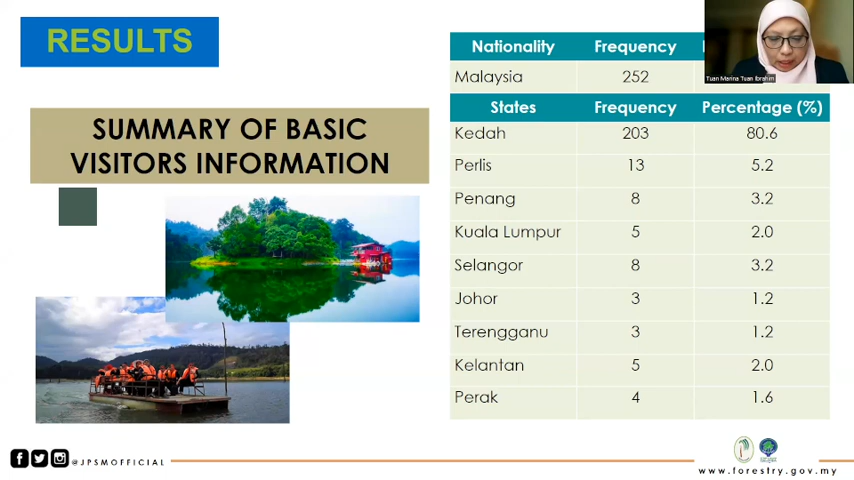 RESULTS
SUMMARY OF BASIC
VISITORS INFORMATION
Nationality Frequency
Malaysia 252
States Frequency Percentage (%)
Kedah 203 80.6
Perlis 13 5.2
Penang 8 3.2
Kuala Lumpur 5 2.0
Selangor 8 3.2
Johor 3 1.2
Terengganu 3 1.2
Kelantan 5 2.0
Perak 4 1.6
Tuan Marina Tuan Ibrahim
@JPSMOFFICIAL
www.forestry.gov.my